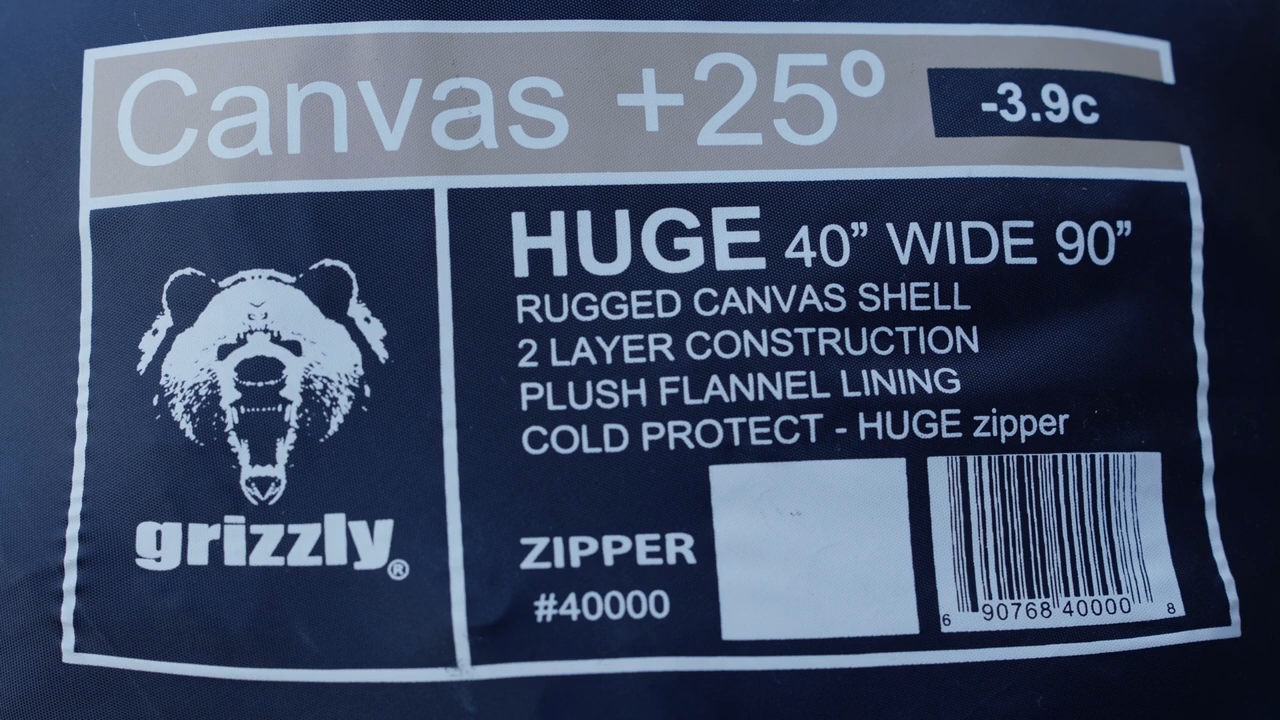 Canvas +25º -3.9c
HUGE 40” WIDE 90”
RUGGED CANVAS SHELL
2 LAYER CONSTRUCTION
PLUSH FLANNEL LINING
COLD PROTECT - HUGE zipper
grizzly®
ZIPPER
#40000
6 90768 40000 8